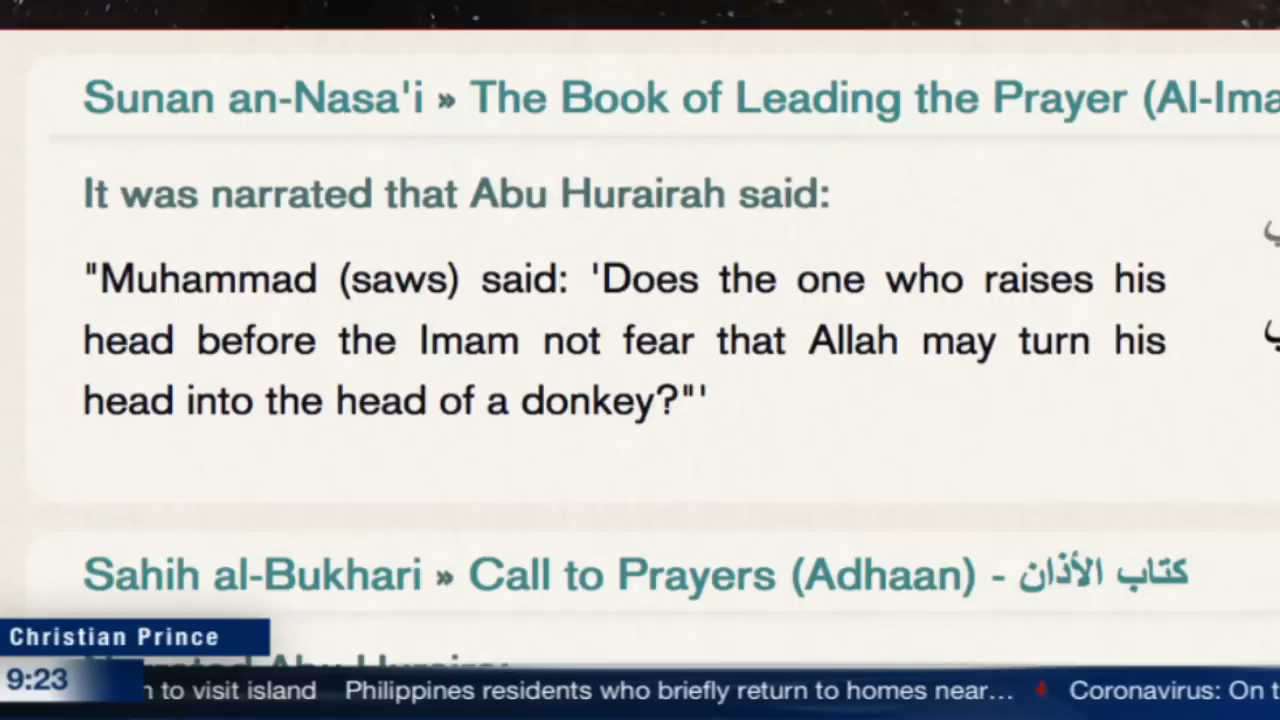 Sunan an-Nasa'i » The Book of Leading the Prayer
It was narrated that Abu Hurairah said:
"Muhammad (saws) said: 'Does the one who raises his
head before the Imam not fear that Allah may turn his
head into the head of a donkey?"'
Sahih al-Bukhari » Call to Prayers (Adhaan) - كتاب الأذان
Christian Prince
9:23
to visit island Philippines residents who briefly return to homes near... Coronavirus: On